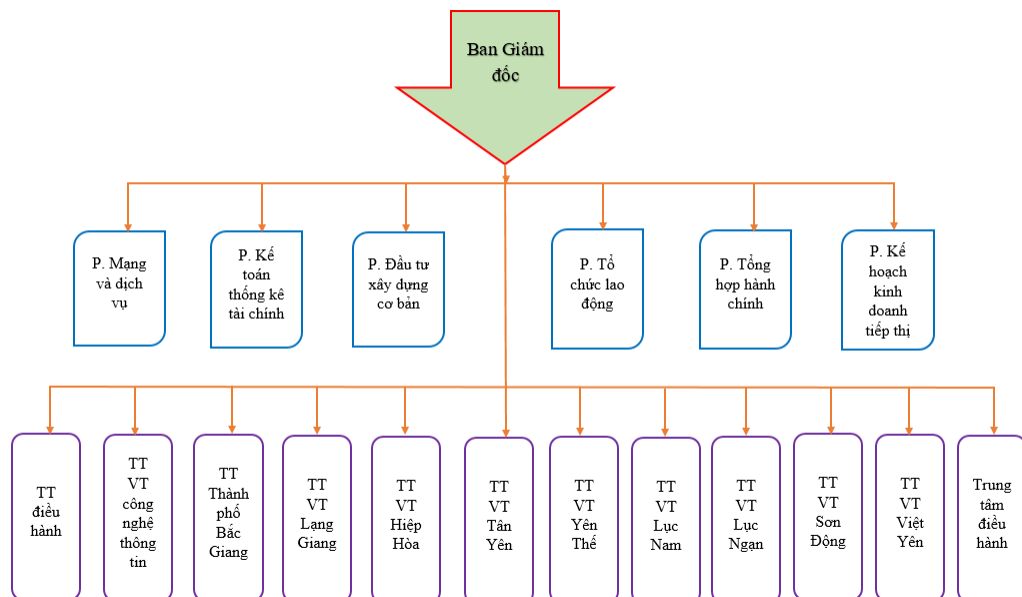 Ban Giám
đốc
P. Mạng
và dịch
vụ
P. Kế
toán
thống kê
tài chính
P. Đầu tư
xây dựng
cơ bản
P. Tổ
chức lao
động
P. Tổng
hợp hành
chính
P. Kế
hoạch
kinh
doanh
tiếp thị
TT
điều
hành
TT
VT
công
nghệ
thông
tin
TT
Thành
phố
Bắc
Giang
TT
VT
Lạng
Giang
TT
VT
Hiệp
Hòa
TT
VT
Tân
Yên
TT
VT
Yên
Thế
TT
VT
Lục
Nam
TT
VT
Lục
Ngạn
TT
VT
Sơn
Động
TT
VT
Việt
Yên
Trung
tâm
điều
hành